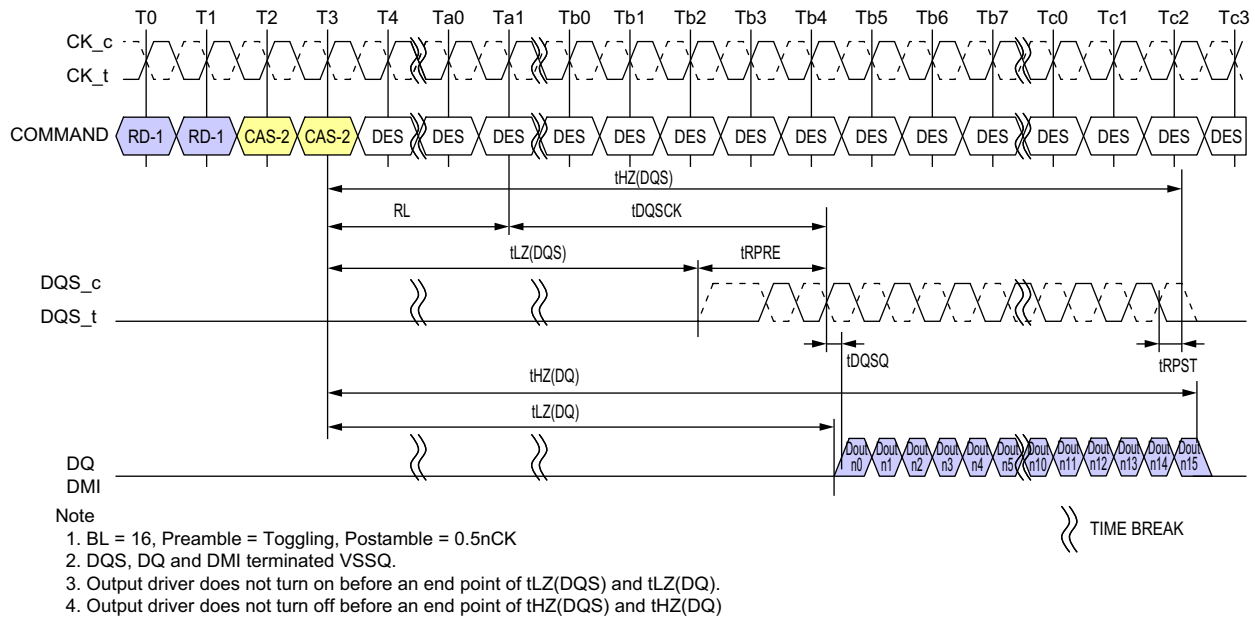 T0 T1 T2 T3 T4 Ta0 Ta1 Tb0 Tb1 Tb2 Tb3 Tb4 Tb5 Tb6 Tb7 Tc0 Tc1 Tc2 Tc3
CK_c
CK_t
COMMAND RD-1 RD-1 CAS-2 CAS-2 DES DES DES DES DES DES DES DES DES DES DES DES DES DES DES
tHZ(DQS)
RL tDQSCK
tLZ(DQS) tRPRE
DQS_c
DQS_t
tDQSQ tRPST
tHZ(DQ)
tLZ(DQ)
Dout Dout Dout Dout Dout Dout Dout Dout Dout Dout Dout Dout
n0 n1 n2 n3 n4 n5 n10 n11 n12 n13 n14 n15
DQ
DMI
Note
1. BL = 16, Preamble = Toggling, Postamble = 0.5nCK
2. DQS, DQ and DMI terminated VSSQ.
3. Output driver does not turn on before an end point of tLZ(DQS) and tLZ(DQ).
4. Output driver does not turn off before an end point of tHZ(DQS) and tHZ(DQ)
TIME BREAK